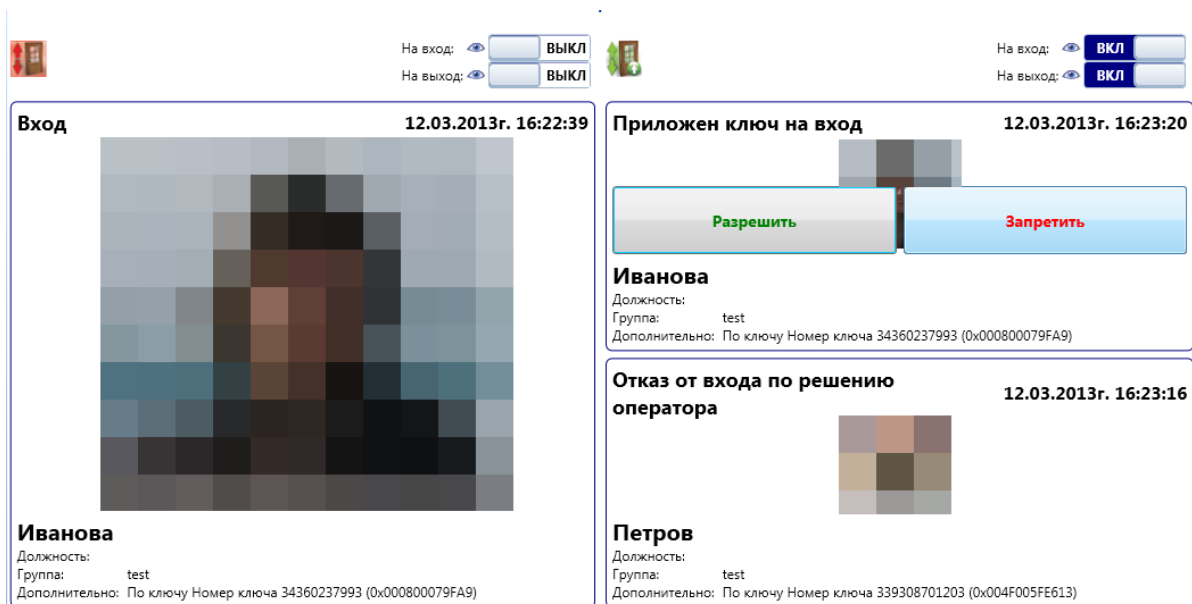 На вход: ВЫКЛ
На выход: ВЫКЛ
Вход 12.03.2013г. 16:22:39
Иванова
Должность:
Группа: test
Дополнительно: По ключу Номер ключа 34360237993 (0x000800079FA9)
На вход: ВКЛ
На выход: ВКЛ
Приложен ключ на вход 12.03.2013г. 16:23:20
Разрешить Запретить
Иванова
Должность:
Группа: test
Дополнительно: По ключу Номер ключа 34360237993 (0x000800079FA9)
Отказ от входа по решению
оператора 12.03.2013г. 16:23:16
Петров
Должность:
Группа: test
Дополнительно: По ключу Номер ключа 339308701203 (0x004F005FE613)